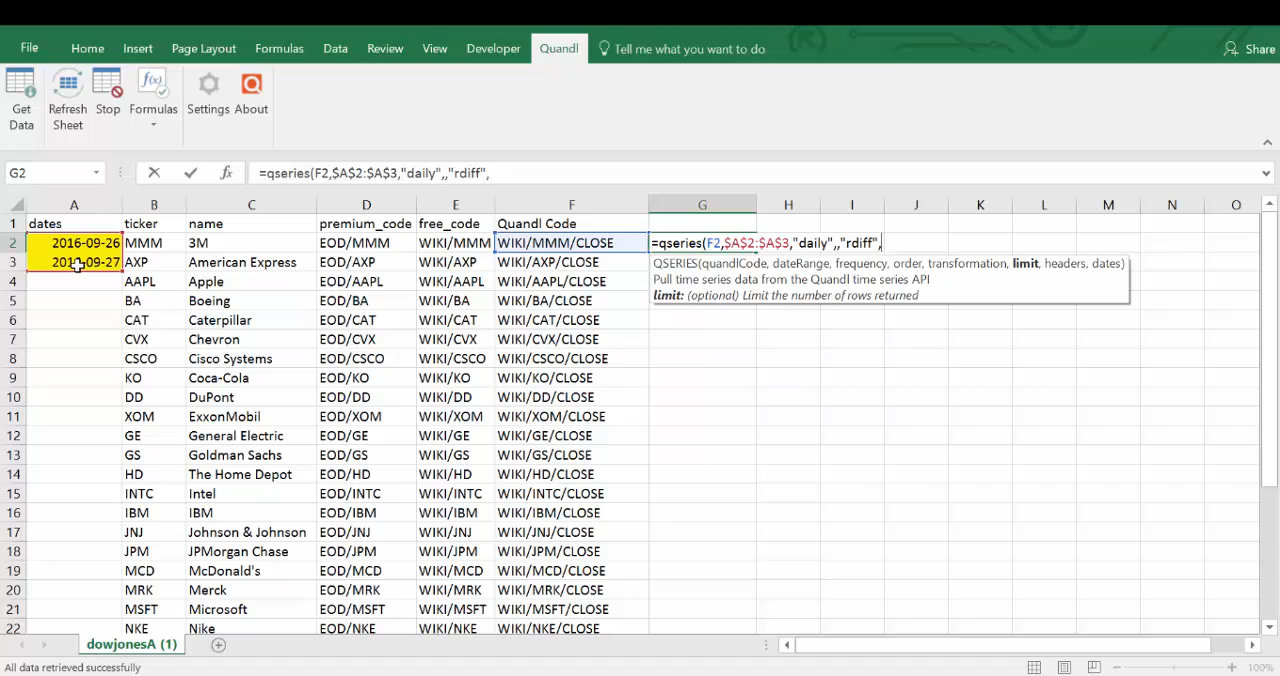 File Home Insert Page Layout Formulas Data Review View Developer Quandl Tell me what you want to do Share
Get Data
Refresh Sheet
Stop
Formulas
Settings
About
G2 fx =qseries(F2,$A$2:$A$3,"daily",,"rdiff",
A B C D E F G H I J K L M N O
1 dates ticker name premium_code free_code Quandl Code
2 2016-09-26 MMM 3M EOD/MMM WIKI/MMM WIKI/MMM/CLOSE =qseries(F2,$A$2:$A$3,"daily",,"rdiff",
3 2016-09-27 AXP American Express EOD/AXP WIKI/AXP WIKI/AXP/CLOSE
QSERIES(quandlCode, dateRange, frequency, order, transformation, limit, headers, dates)
Pull time series data from the Quandl time series API
limit: (optional) Limit the number of rows returned
4 AAPL Apple EOD/AAPL WIKI/AAPL WIKI/AAPL/CLOSE
5 BA Boeing EOD/BA WIKI/BA WIKI/BA/CLOSE
6 CAT Caterpillar EOD/CAT WIKI/CAT WIKI/CAT/CLOSE
7 CVX Chevron EOD/CVX WIKI/CVX WIKI/CVX/CLOSE
8 CSCO Cisco Systems EOD/CSCO WIKI/CSCO WIKI/CSCO/CLOSE
9 KO Coca-Cola EOD/KO WIKI/KO WIKI/KO/CLOSE
10 DD DuPont EOD/DD WIKI/DD WIKI/DD/CLOSE
11 XOM ExxonMobil EOD/XOM WIKI/XOM WIKI/XOM/CLOSE
12 GE General Electric EOD/GE WIKI/GE WIKI/GE/CLOSE
13 GS Goldman Sachs EOD/GS WIKI/GS WIKI/GS/CLOSE
14 HD The Home Depot EOD/HD WIKI/HD WIKI/HD/CLOSE
15 INTC Intel EOD/INTC WIKI/INTC WIKI/INTC/CLOSE
16 IBM IBM EOD/IBM WIKI/IBM WIKI/IBM/CLOSE
17 JNJ Johnson & Johnson EOD/JNJ WIKI/JNJ WIKI/JNJ/CLOSE
18 JPM JPMorgan Chase EOD/JPM WIKI/JPM WIKI/JPM/CLOSE
19 MCD McDonald's EOD/MCD WIKI/MCD WIKI/MCD/CLOSE
20 MRK Merck EOD/MRK WIKI/MRK WIKI/MRK/CLOSE
21 MSFT Microsoft EOD/MSFT WIKI/MSFT WIKI/MSFT/CLOSE
22 NKE Nike EOD/NKE WIKI/NKE WIKI/NKE/CLOSE
dowjonesA (1)
All data retrieved successfully 100%